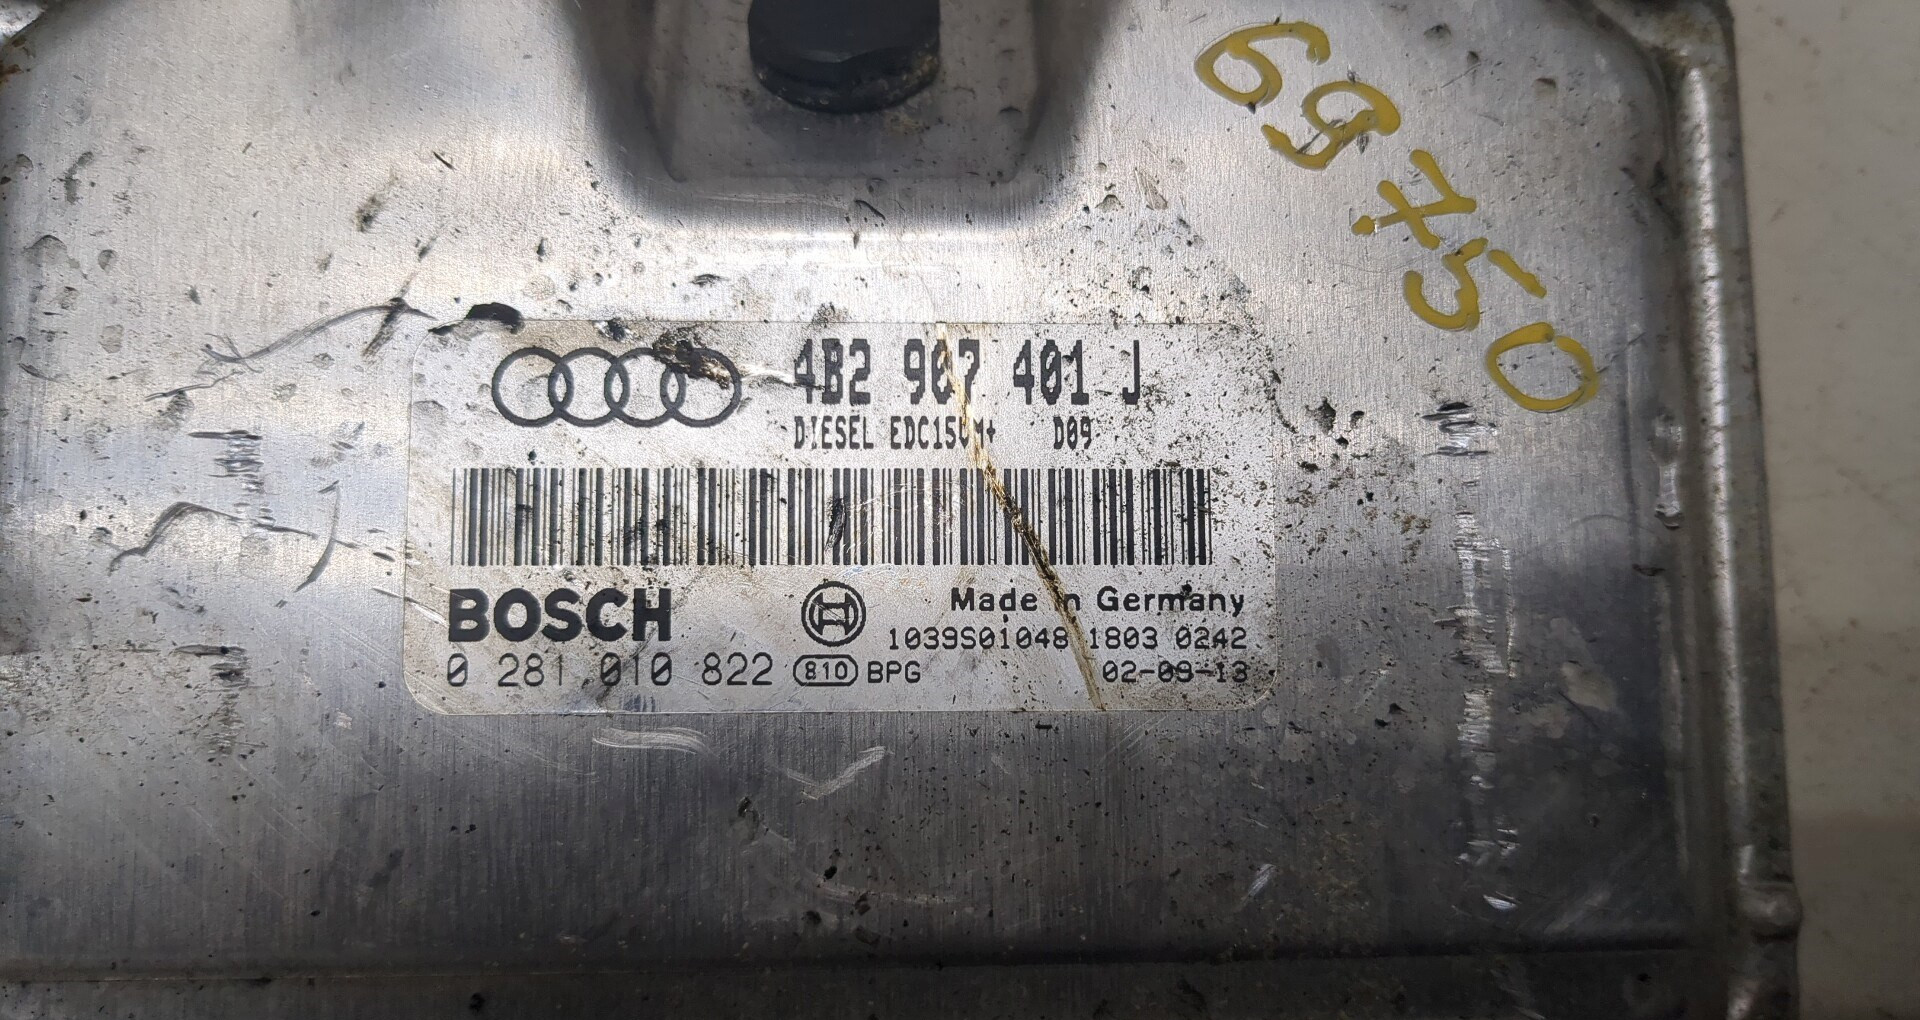 69750
4B2 907 401 J
DIESEL EDC15VM+ D09
BOSCH
Made in Germany
1039S01048 1803 0242
0 281 010 822 810 BPG 02-09-13